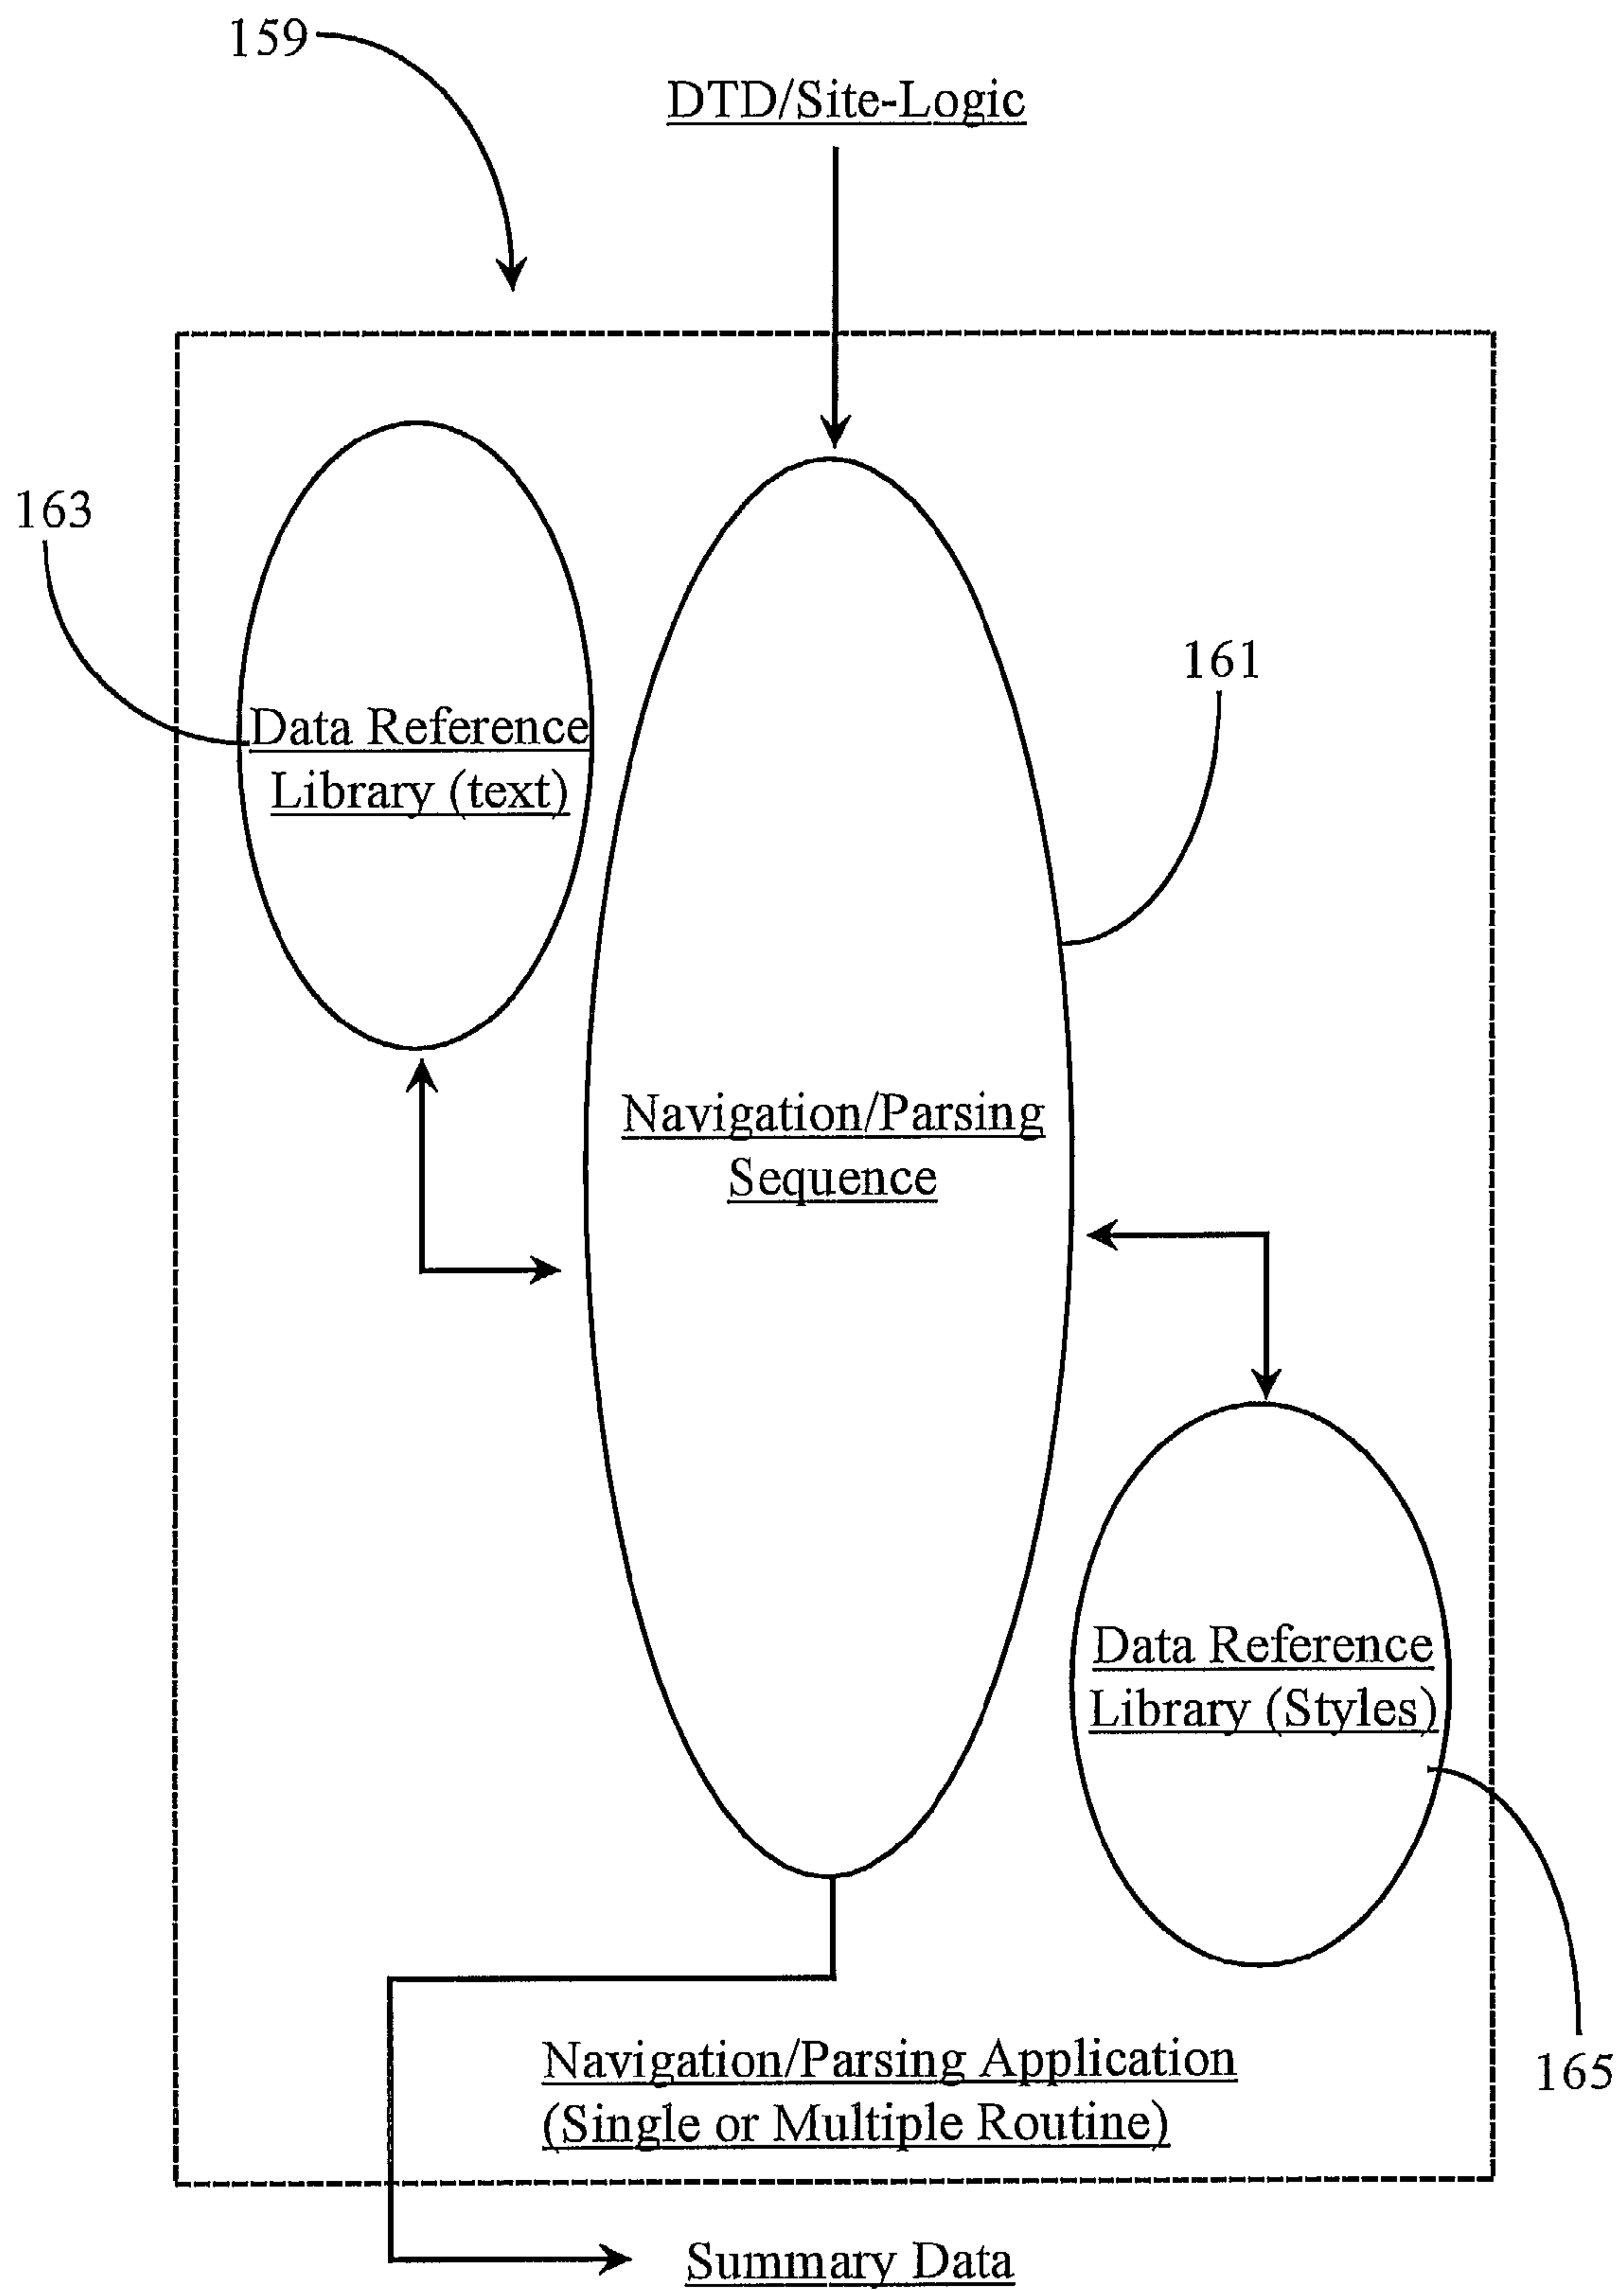 159
DTD/Site-Logic
163
Data Reference
Library (text)
161
Navigation/Parsing
Sequence
Data Reference
Library (Styles)
165
Navigation/Parsing Application
(Single or Multiple Routine)
Summary Data